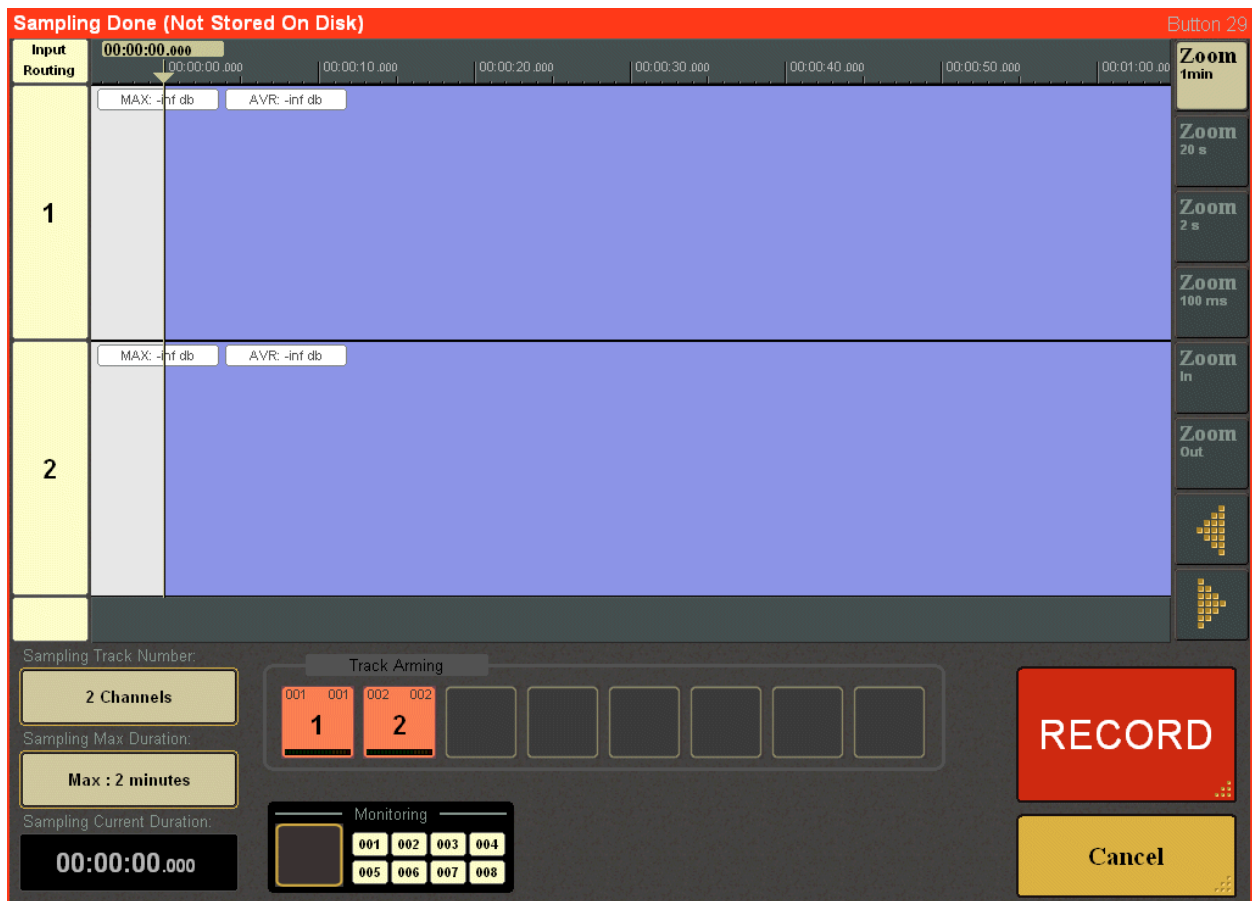 Sampling Done (Not Stored On Disk)
Button 29
Input
Routing
00:00:00.000
00:00:00.000
00:00:10.000
00:00:20.000
00:00:30.000
00:00:40.000
00:00:50.000
00:01:00.00
Zoom
1min
MAX: -inf db
AVR: -inf db
1
Zoom
20 s
Zoom
2 s
Zoom
100 ms
MAX: -inf db
AVR: -inf db
2
Zoom
In
Zoom
Out
Sampling Track Number:
2 Channels
Sampling Max Duration:
Max : 2 minutes
Sampling Current Duration:
00:00:00.000
Track Arming
001 001
1
002 002
2
Monitoring
001 002 003 004
005 006 007 008
RECORD
Cancel